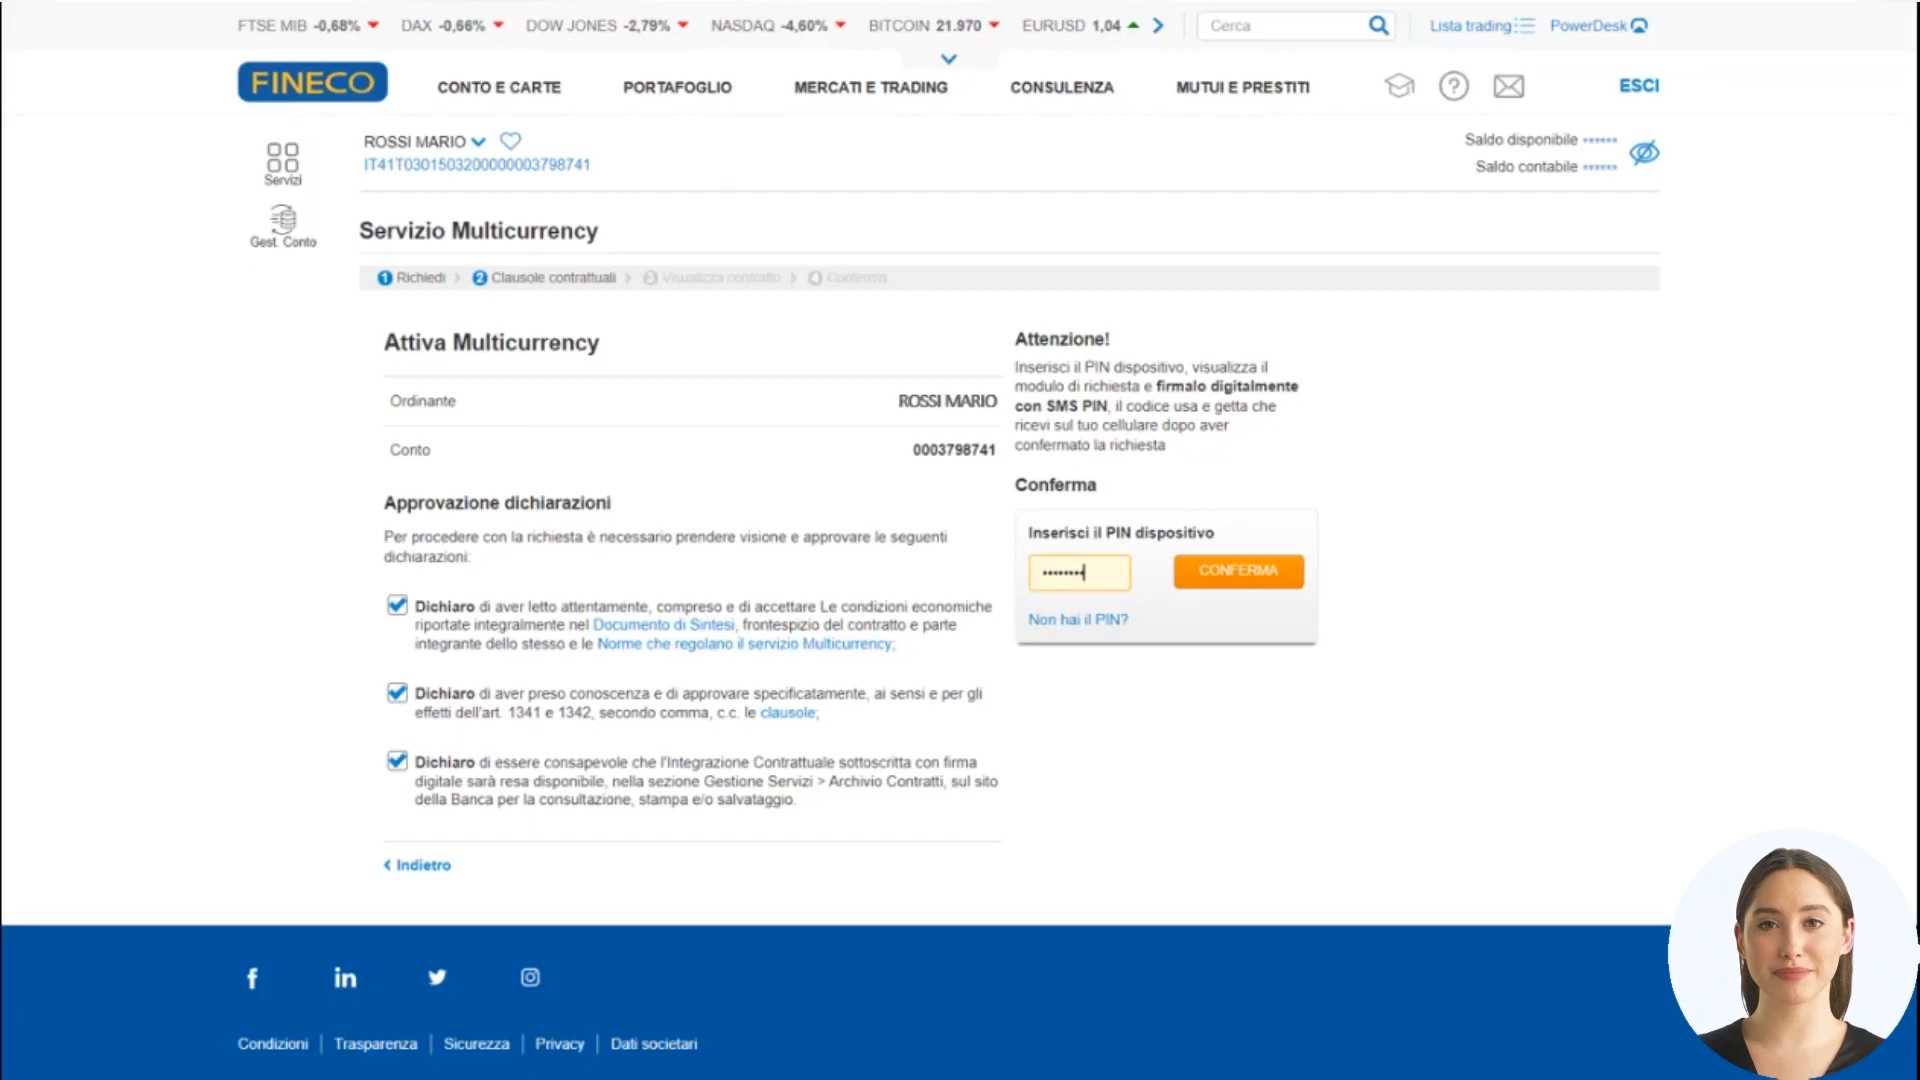 FTSE MIB -0,68% DAX -0,66% DOW JONES -2,79% NASDAQ -4,60% BITCOIN 21.970 EURUSD 1,04 Cerca Lista trading PowerDesk
FINECO CONTO E CARTE PORTAFOGLIO MERCATI E TRADING CONSULENZA MUTUI E PRESTITI ? ESCI
Servizi
Gest. Conto
ROSSI MARIO
IT41T0301503200000003798741
Saldo disponibile ••••••
Saldo contabile ••••••
Servizio Multicurrency
1 Richiedi 2 Clausole contrattuali 3 Visualizza contratto 4 Conferma
Attiva Multicurrency
Ordinante ROSSI MARIO
Conto 0003798741
Approvazione dichiarazioni
Per procedere con la richiesta è necessario prendere visione e approvare le seguenti
dichiarazioni:
Dichiaro di aver letto attentamente, compreso e di accettare Le condizioni economiche
riportate integralmente nel Documento di Sintesi, frontespizio del contratto e parte
integrante dello stesso e le Norme che regolano il servizio Multicurrency;
Dichiaro di aver preso conoscenza e di approvare specificatamente, ai sensi e per gli
effetti dell'art. 1341 e 1342, secondo comma, c.c. le clausole;
Dichiaro di essere consapevole che l'Integrazione Contrattuale sottoscritta con firma
digitale sarà resa disponibile, nella sezione Gestione Servizi > Archivio Contratti, sul sito
della Banca per la consultazione, stampa e/o salvataggio.
Indietro
Attenzione!
Inserisci il PIN dispositivo, visualizza il
modulo di richiesta e firmalo digitalmente
con SMS PIN, il codice usa e getta che
ricevi sul tuo cellulare dopo aver
confermato la richiesta
Conferma
Inserisci il PIN dispositivo
•••••••• CONFERMA
Non hai il PIN?
Condizioni | Trasparenza | Sicurezza | Privacy | Dati societari